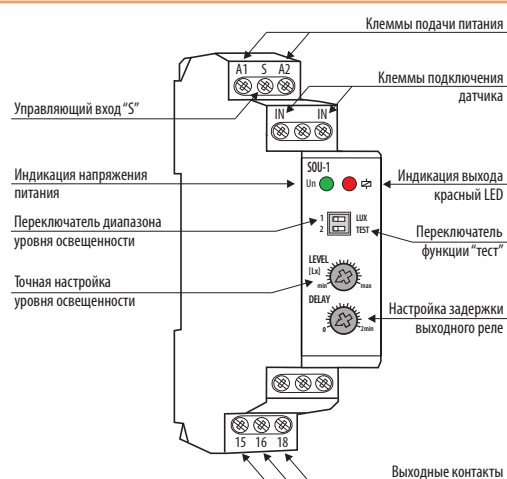 Клеммы подачи питания
A1 S A2
Клеммы подключения
датчика
Управляющий вход “S”
IN IN
SOU-1
Индикация напряжения
питания
Un
Индикация выхода
красный LED
Переключатель диапазона
уровня освещенности
1 LUX
2 TEST
Переключатель
функции “тест”
LEVEL
[Lx]
min max
Точная настройка
уровня освещенности
DELAY
0 2min
Настройка задержки
выходного реле
15 16 18
Выходные контакты